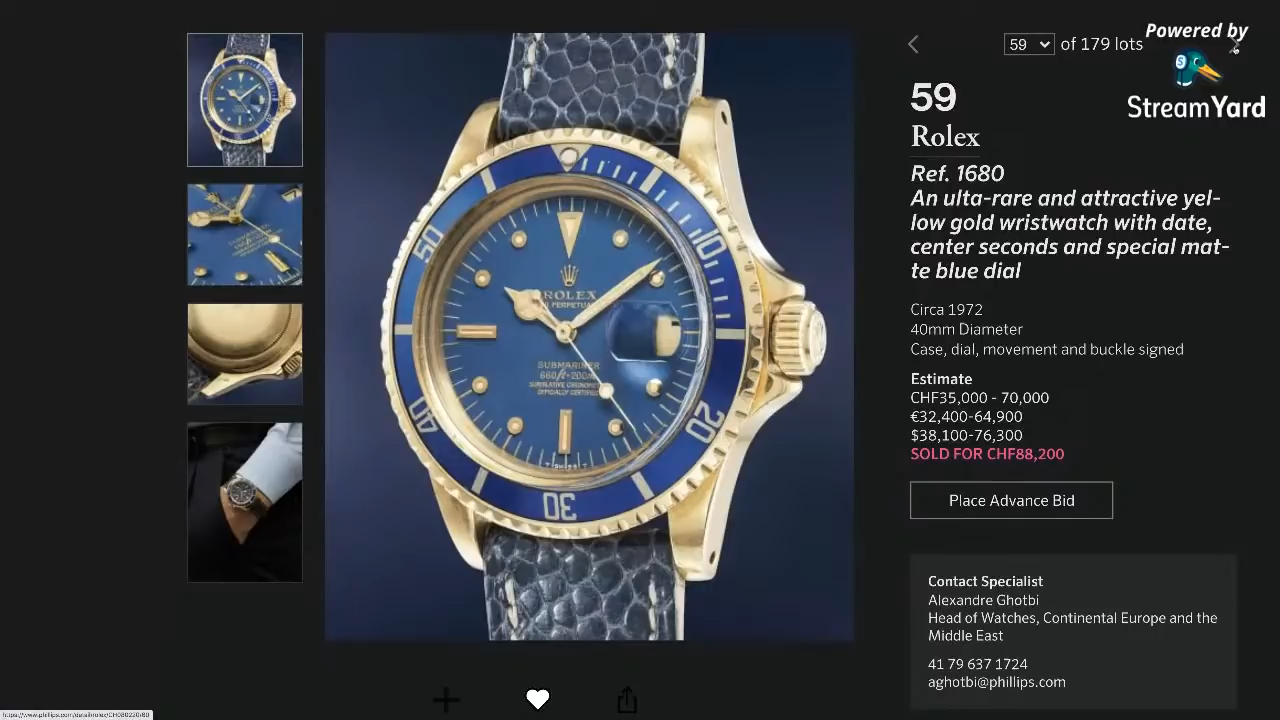 59
of 179 lots
Powered by
StreamYard
59
Rolex
Ref. 1680
An ulta-rare and attractive yel-
low gold wristwatch with date,
center seconds and special mat-
te blue dial
Circa 1972
40mm Diameter
Case, dial, movement and buckle signed
Estimate
CHF35,000 - 70,000
€32,400-64,900
$38,100-76,300
SOLD FOR CHF88,200
Place Advance Bid
Contact Specialist
Alexandre Ghotbi
Head of Watches, Continental Europe and the
Middle East
41 79 637 1724
aghotbi@phillips.com
10
20
30
40
50
ROLEX
PERPETUAL
SUBMARINER
660ft=200m
SUPERLATIVE CHRONOMETER
OFFICIALLY CERTIFIED